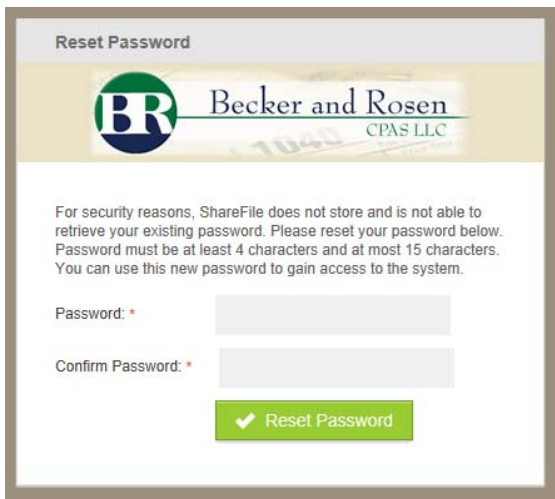 Reset Password
BR
Becker and Rosen
CPAS LLC
1040
For security reasons, ShareFile does not store and is not able to
retrieve your existing password. Please reset your password below.
Password must be at least 4 characters and at most 15 characters.
You can use this new password to gain access to the system.
Password: *
Confirm Password: *
Reset Password